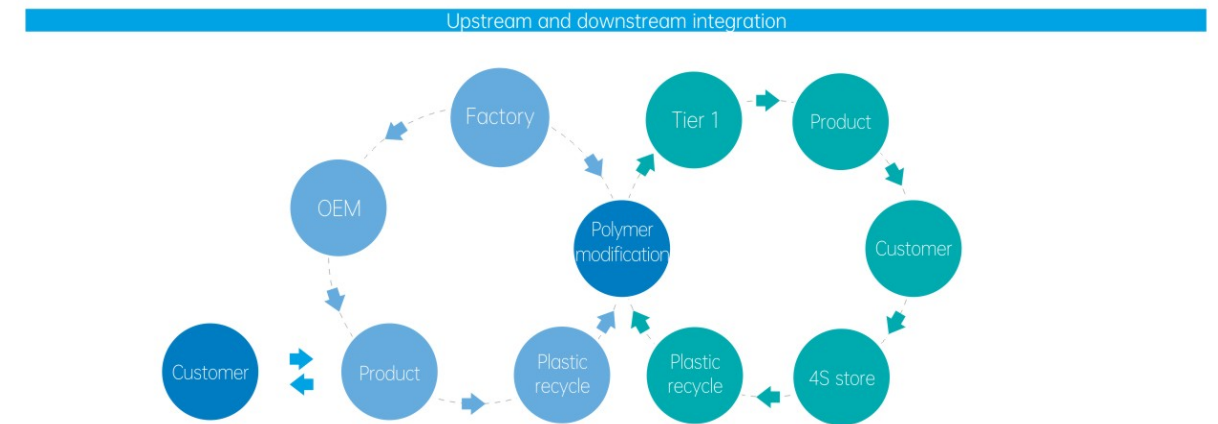 Upstream and downstream integration
Factory
Tier 1
Product
OEM
Polymer
modification
Customer
Customer
Product
Plastic
recycle
Plastic
recycle
4S store